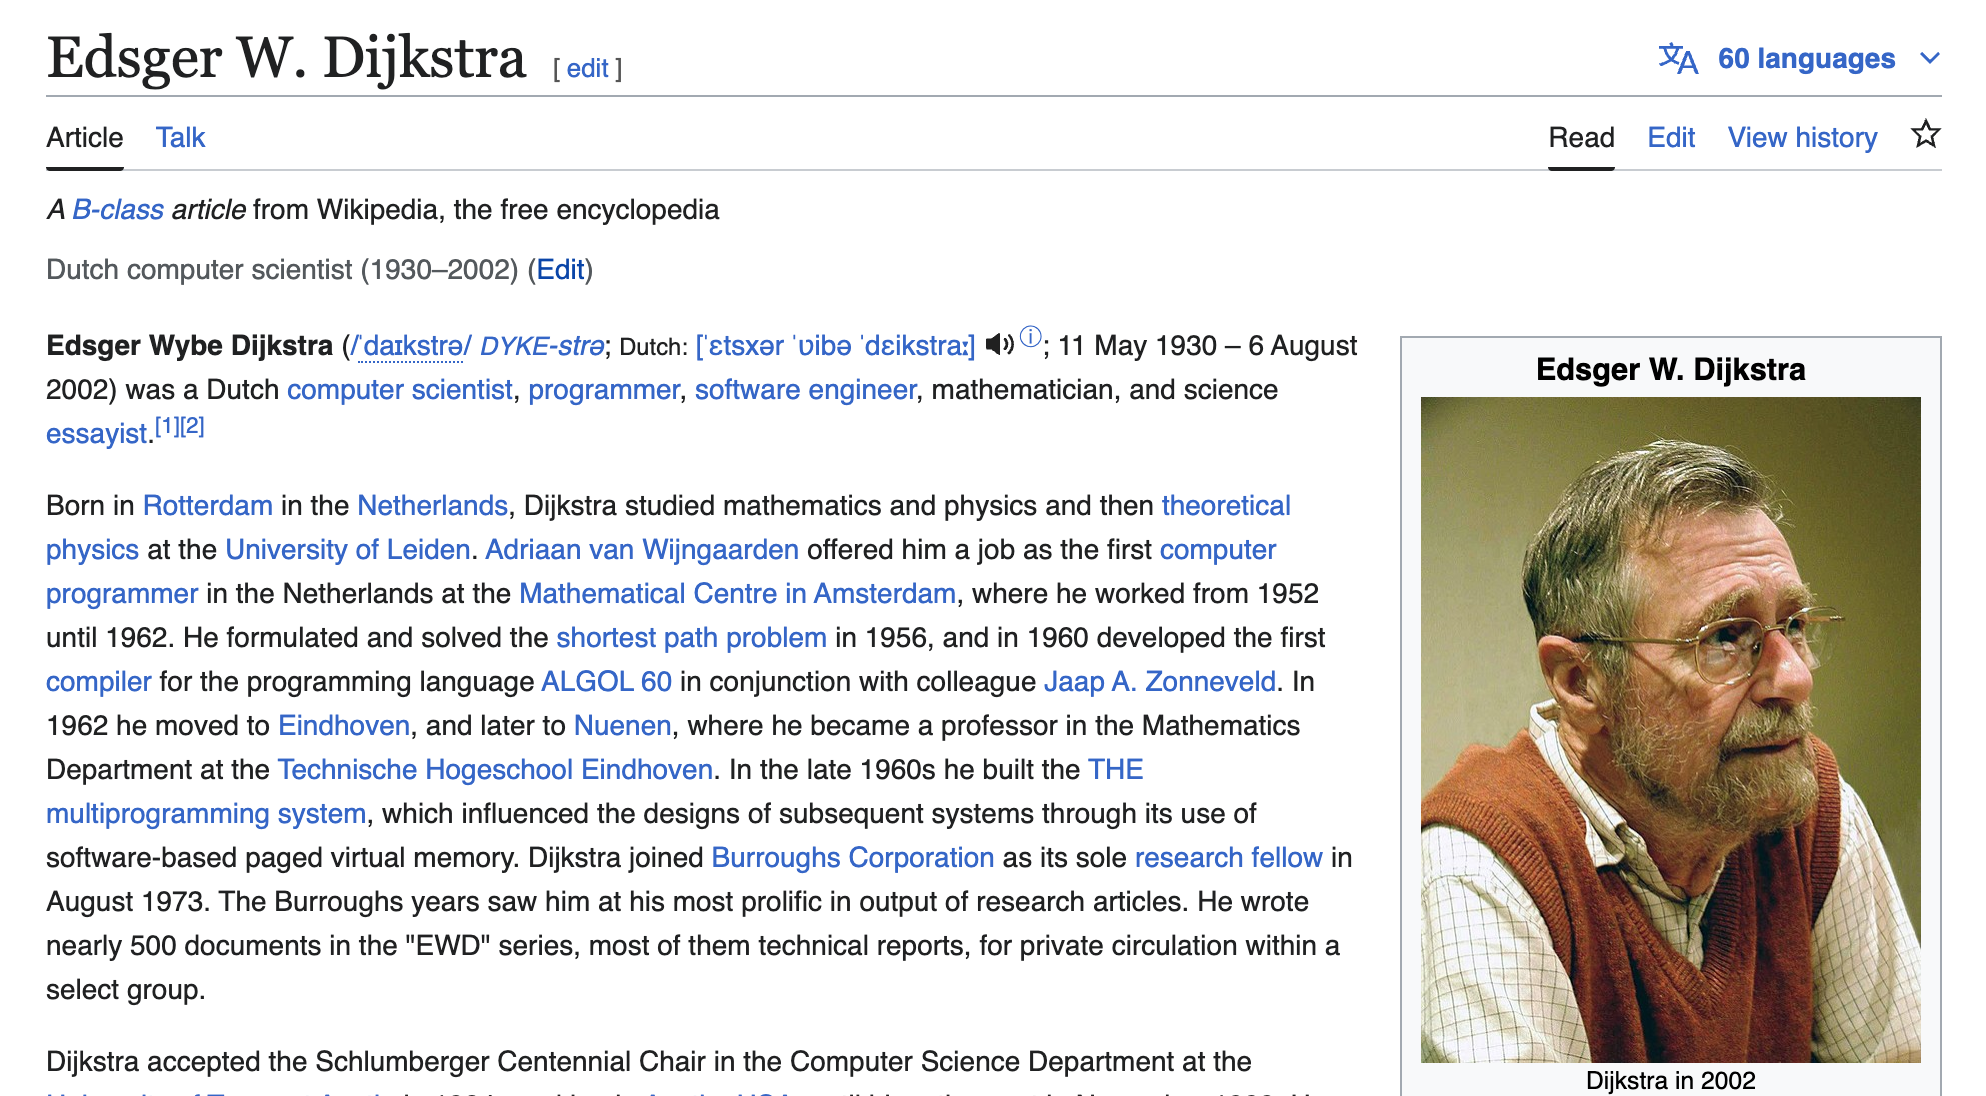 Edsger W. Dijkstra [ edit ]
60 languages
Article Talk
Read Edit View history
A B-class article from Wikipedia, the free encyclopedia
Dutch computer scientist (1930–2002) (Edit)
Edsger Wybe Dijkstra (/ˈdaɪkstrə/ DYKE-strə; Dutch: [ˈɛtsxər ˈʋibə ˈdɛikstraː] ; 11 May 1930 – 6 August
2002) was a Dutch computer scientist, programmer, software engineer, mathematician, and science
essayist.[1][2]
Born in Rotterdam in the Netherlands, Dijkstra studied mathematics and physics and then theoretical
physics at the University of Leiden. Adriaan van Wijngaarden offered him a job as the first computer
programmer in the Netherlands at the Mathematical Centre in Amsterdam, where he worked from 1952
until 1962. He formulated and solved the shortest path problem in 1956, and in 1960 developed the first
compiler for the programming language ALGOL 60 in conjunction with colleague Jaap A. Zonneveld. In
1962 he moved to Eindhoven, and later to Nuenen, where he became a professor in the Mathematics
Department at the Technische Hogeschool Eindhoven. In the late 1960s he built the THE
multiprogramming system, which influenced the designs of subsequent systems through its use of
software-based paged virtual memory. Dijkstra joined Burroughs Corporation as its sole research fellow in
August 1973. The Burroughs years saw him at his most prolific in output of research articles. He wrote
nearly 500 documents in the "EWD" series, most of them technical reports, for private circulation within a
select group.
Dijkstra accepted the Schlumberger Centennial Chair in the Computer Science Department at the
Edsger W. Dijkstra
Dijkstra in 2002